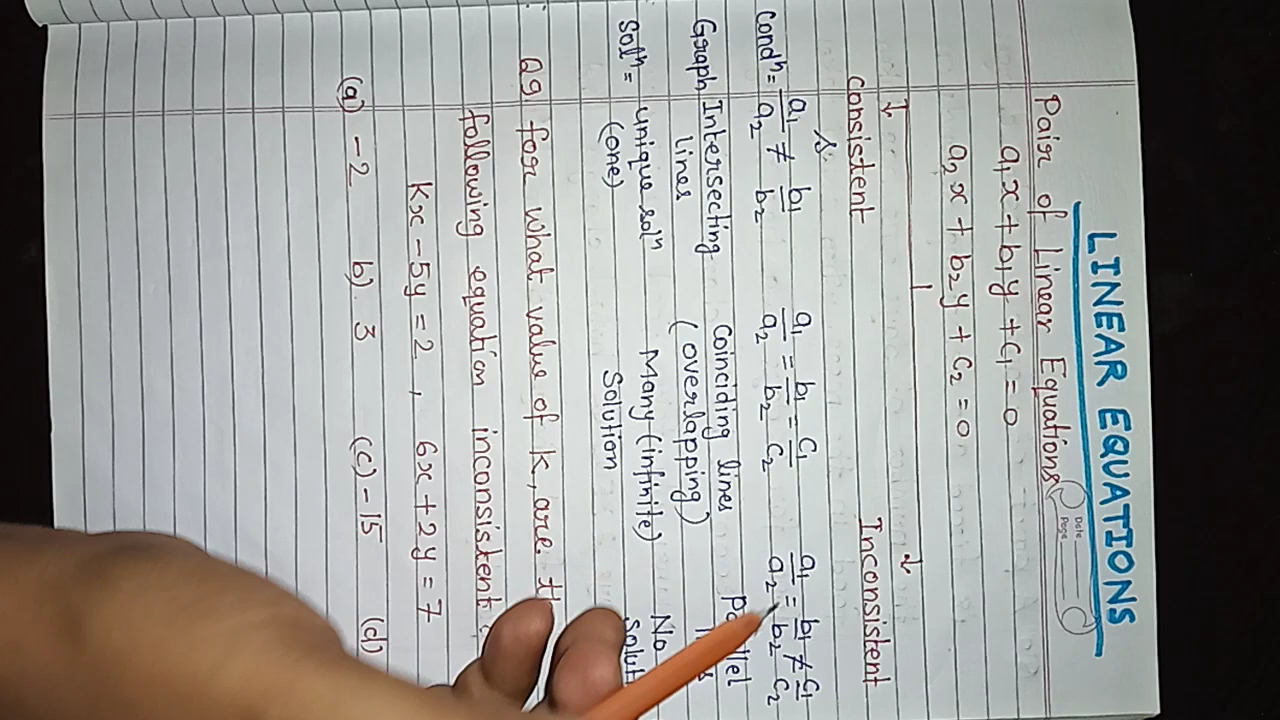 LINEAR EQUATIONS
Date
Page
Pair of Linear Equations
a₁x + b₁y + c₁ = 0
a₂x + b₂y + c₂ = 0
consistent Inconsistent
Condⁿ = a₁/a₂ ≠ b₁/b₂ a₁/a₂ = b₁/b₂ = c₁/c₂ a₁/a₂ = b₁/b₂ ≠ c₁/c₂
Graph Intersecting lines Coinciding lines (overlapping)
Solⁿ = unique solⁿ (one) Many (infinite) Solution No
Q9. for what value of K, are
following equation inconsistent
Kx - 5y = 2, 6x + 2y = 7
(a) -2 b). 3 (c) -15 (d)